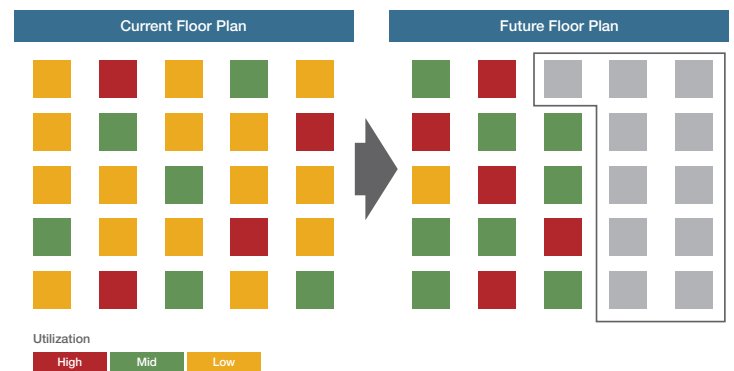 Current Floor Plan
Future Floor Plan
Utilization
High
Mid
Low